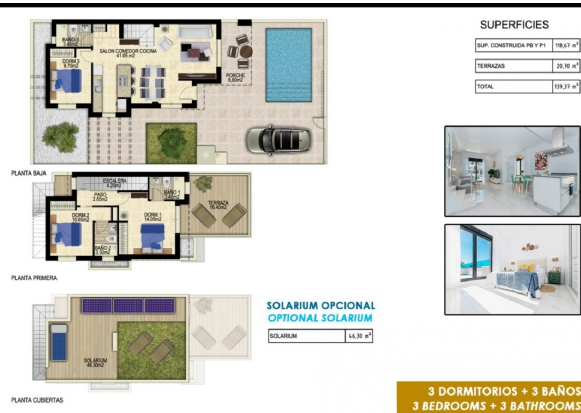 SUPERFICIES
SUP. CONSTRUIDA PB Y P1 118,67 m²
TERRAZAS 20,70 m²
TOTAL 139,37 m²
SALON COMEDOR COCINA
41.65 m²
DORM.3
PORCHE
PLANTA BAJA
ESCALERA
PASO
BAÑO 1
TERRAZA
DORM.2
DORM.1
BAÑO 2
PLANTA PRIMERA
SOLARIUM OPCIONAL
OPTIONAL SOLARIUM
SOLARIUM 46,30 m²
SOLARIUM
46.30m²
PLANTA CUBIERTAS
3 DORMITORIOS + 3 BAÑOS
3 BEDROOMS + 3 BATHROOMS